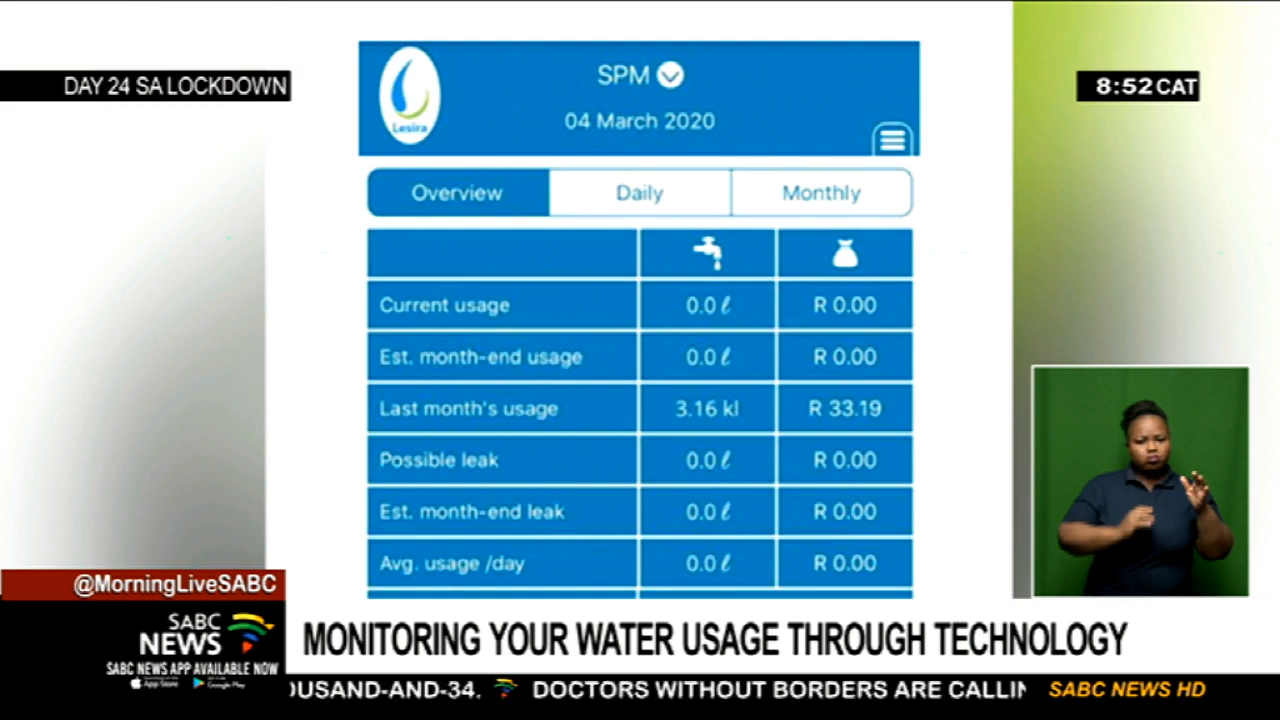 DAY 24 SA LOCKDOWN
8:52 CAT
Lesira
SPM
04 March 2020
Overview Daily Monthly
Current usage 0.0 ℓ R 0.00
Est. month-end usage 0.0 ℓ R 0.00
Last month's usage 3.16 kl R 33.19
Possible leak 0.0 ℓ R 0.00
Est. month-end leak 0.0 ℓ R 0.00
Avg. usage /day 0.0 ℓ R 0.00
@MorningLiveSABC
SABC
NEWS
SABC NEWS APP AVAILABLE NOW
App Store Google Play
MONITORING YOUR WATER USAGE THROUGH TECHNOLOGY
OUSAND-AND-34. DOCTORS WITHOUT BORDERS ARE CALLIN
SABC NEWS HD